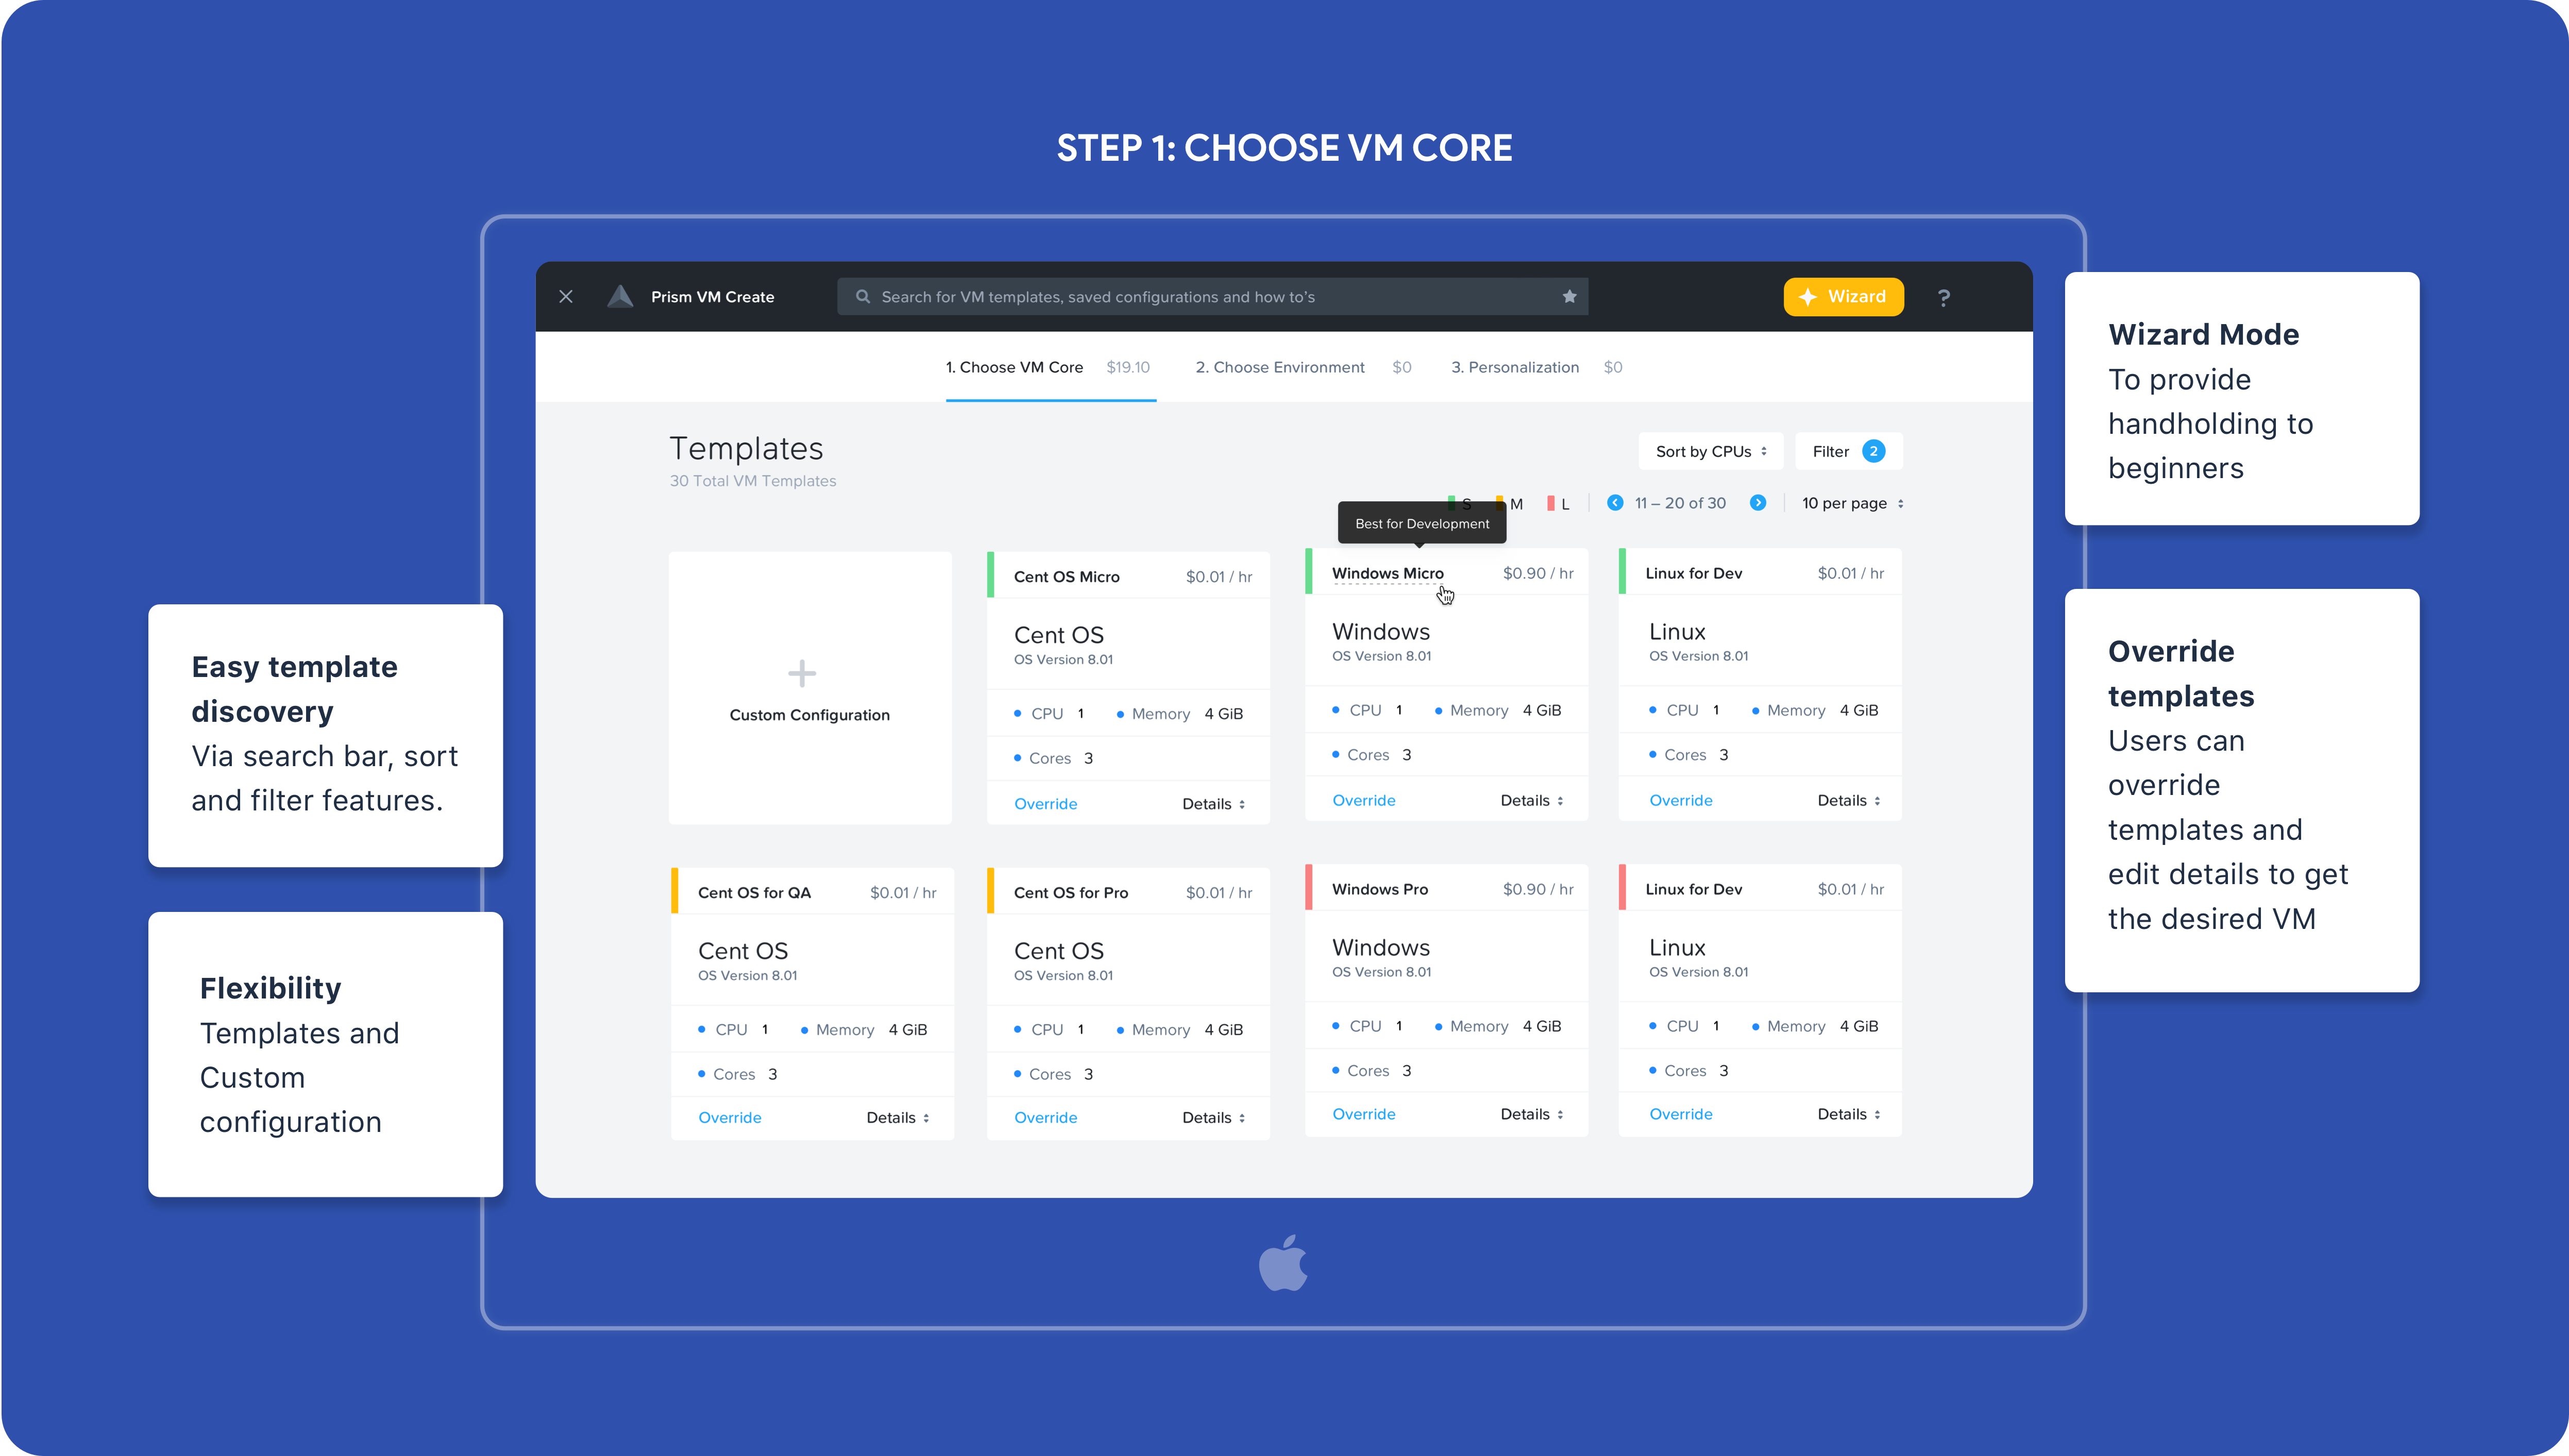 STEP 1: CHOOSE VM CORE
Prism VM Create
Search for VM templates, saved configurations and how to’s
Wizard
?
1. Choose VM Core $19.10
2. Choose Environment $0
3. Personalization $0
Templates
30 Total VM Templates
Sort by CPUs
Filter 2
S M L
11 – 20 of 30
10 per page
Best for Development
Custom Configuration
Cent OS Micro $0.01 / hr
Cent OS
OS Version 8.01
CPU 1 Memory 4 GiB
Cores 3
Override Details
Windows Micro $0.90 / hr
Windows
OS Version 8.01
CPU 1 Memory 4 GiB
Cores 3
Override Details
Linux for Dev $0.01 / hr
Linux
OS Version 8.01
CPU 1 Memory 4 GiB
Cores 3
Override Details
Cent OS for QA $0.01 / hr
Cent OS
OS Version 8.01
CPU 1 Memory 4 GiB
Cores 3
Override Details
Cent OS for Pro $0.01 / hr
Cent OS
OS Version 8.01
CPU 1 Memory 4 GiB
Cores 3
Override Details
Windows Pro $0.90 / hr
Windows
OS Version 8.01
CPU 1 Memory 4 GiB
Cores 3
Override Details
Linux for Dev $0.01 / hr
Linux
OS Version 8.01
CPU 1 Memory 4 GiB
Cores 3
Override Details
Easy template
discovery
Via search bar, sort
and filter features.
Flexibility
Templates and
Custom
configuration
Wizard Mode
To provide
handholding to
beginners
Override
templates
Users can
override
templates and
edit details to get
the desired VM